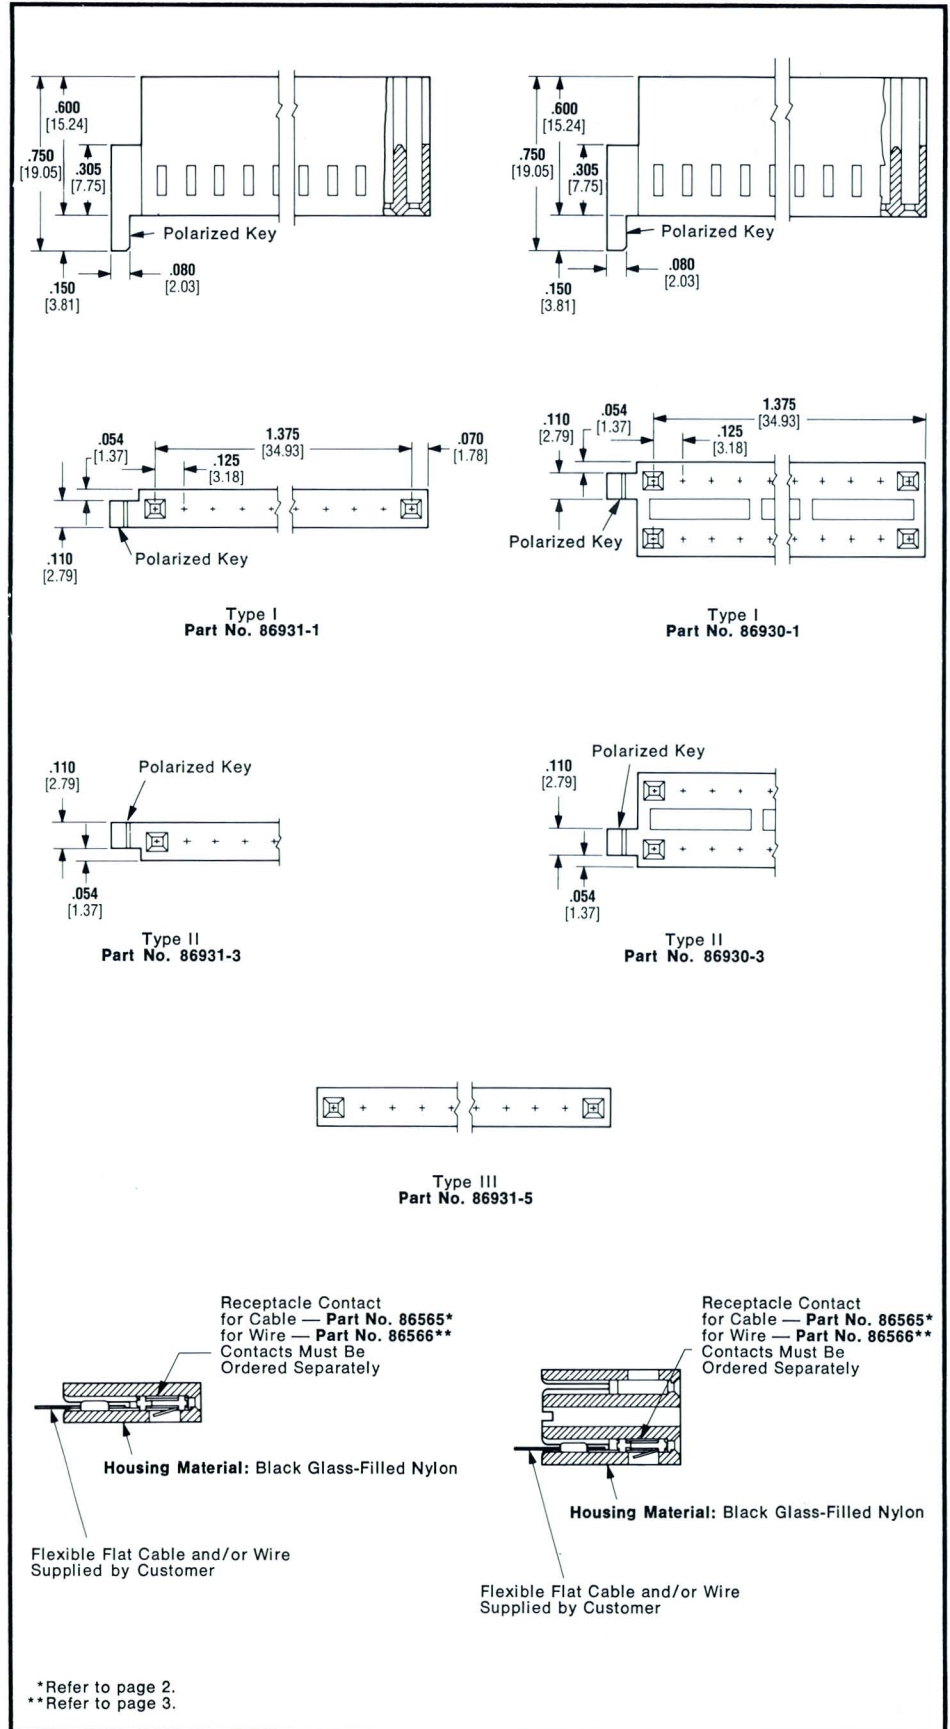 .600
[15.24]
.750
[19.05]
.305
[7.75]
Polarized Key
.080
[2.03]
.150
[3.81]
.600
[15.24]
.750
[19.05]
.305
[7.75]
Polarized Key
.080
[2.03]
.150
[3.81]
.054
[1.37]
1.375
[34.93]
.070
[1.78]
.125
[3.18]
Polarized Key
.110
[2.79]
Type I
Part No. 86931-1
.110
[2.79]
.054
[1.37]
1.375
[34.93]
.125
[3.18]
Polarized Key
Type I
Part No. 86930-1
.110
[2.79]
Polarized Key
.054
[1.37]
Type II
Part No. 86931-3
Polarized Key
.110
[2.79]
.054
[1.37]
Type II
Part No. 86930-3
Type III
Part No. 86931-5
Receptacle Contact
for Cable — Part No. 86565*
for Wire — Part No. 86566**
Contacts Must Be
Ordered Separately
Housing Material: Black Glass-Filled Nylon
Flexible Flat Cable and/or Wire
Supplied by Customer
Receptacle Contact
for Cable — Part No. 86565*
for Wire — Part No. 86566**
Contacts Must Be
Ordered Separately
Housing Material: Black Glass-Filled Nylon
Flexible Flat Cable and/or Wire
Supplied by Customer
*Refer to page 2.
**Refer to page 3.